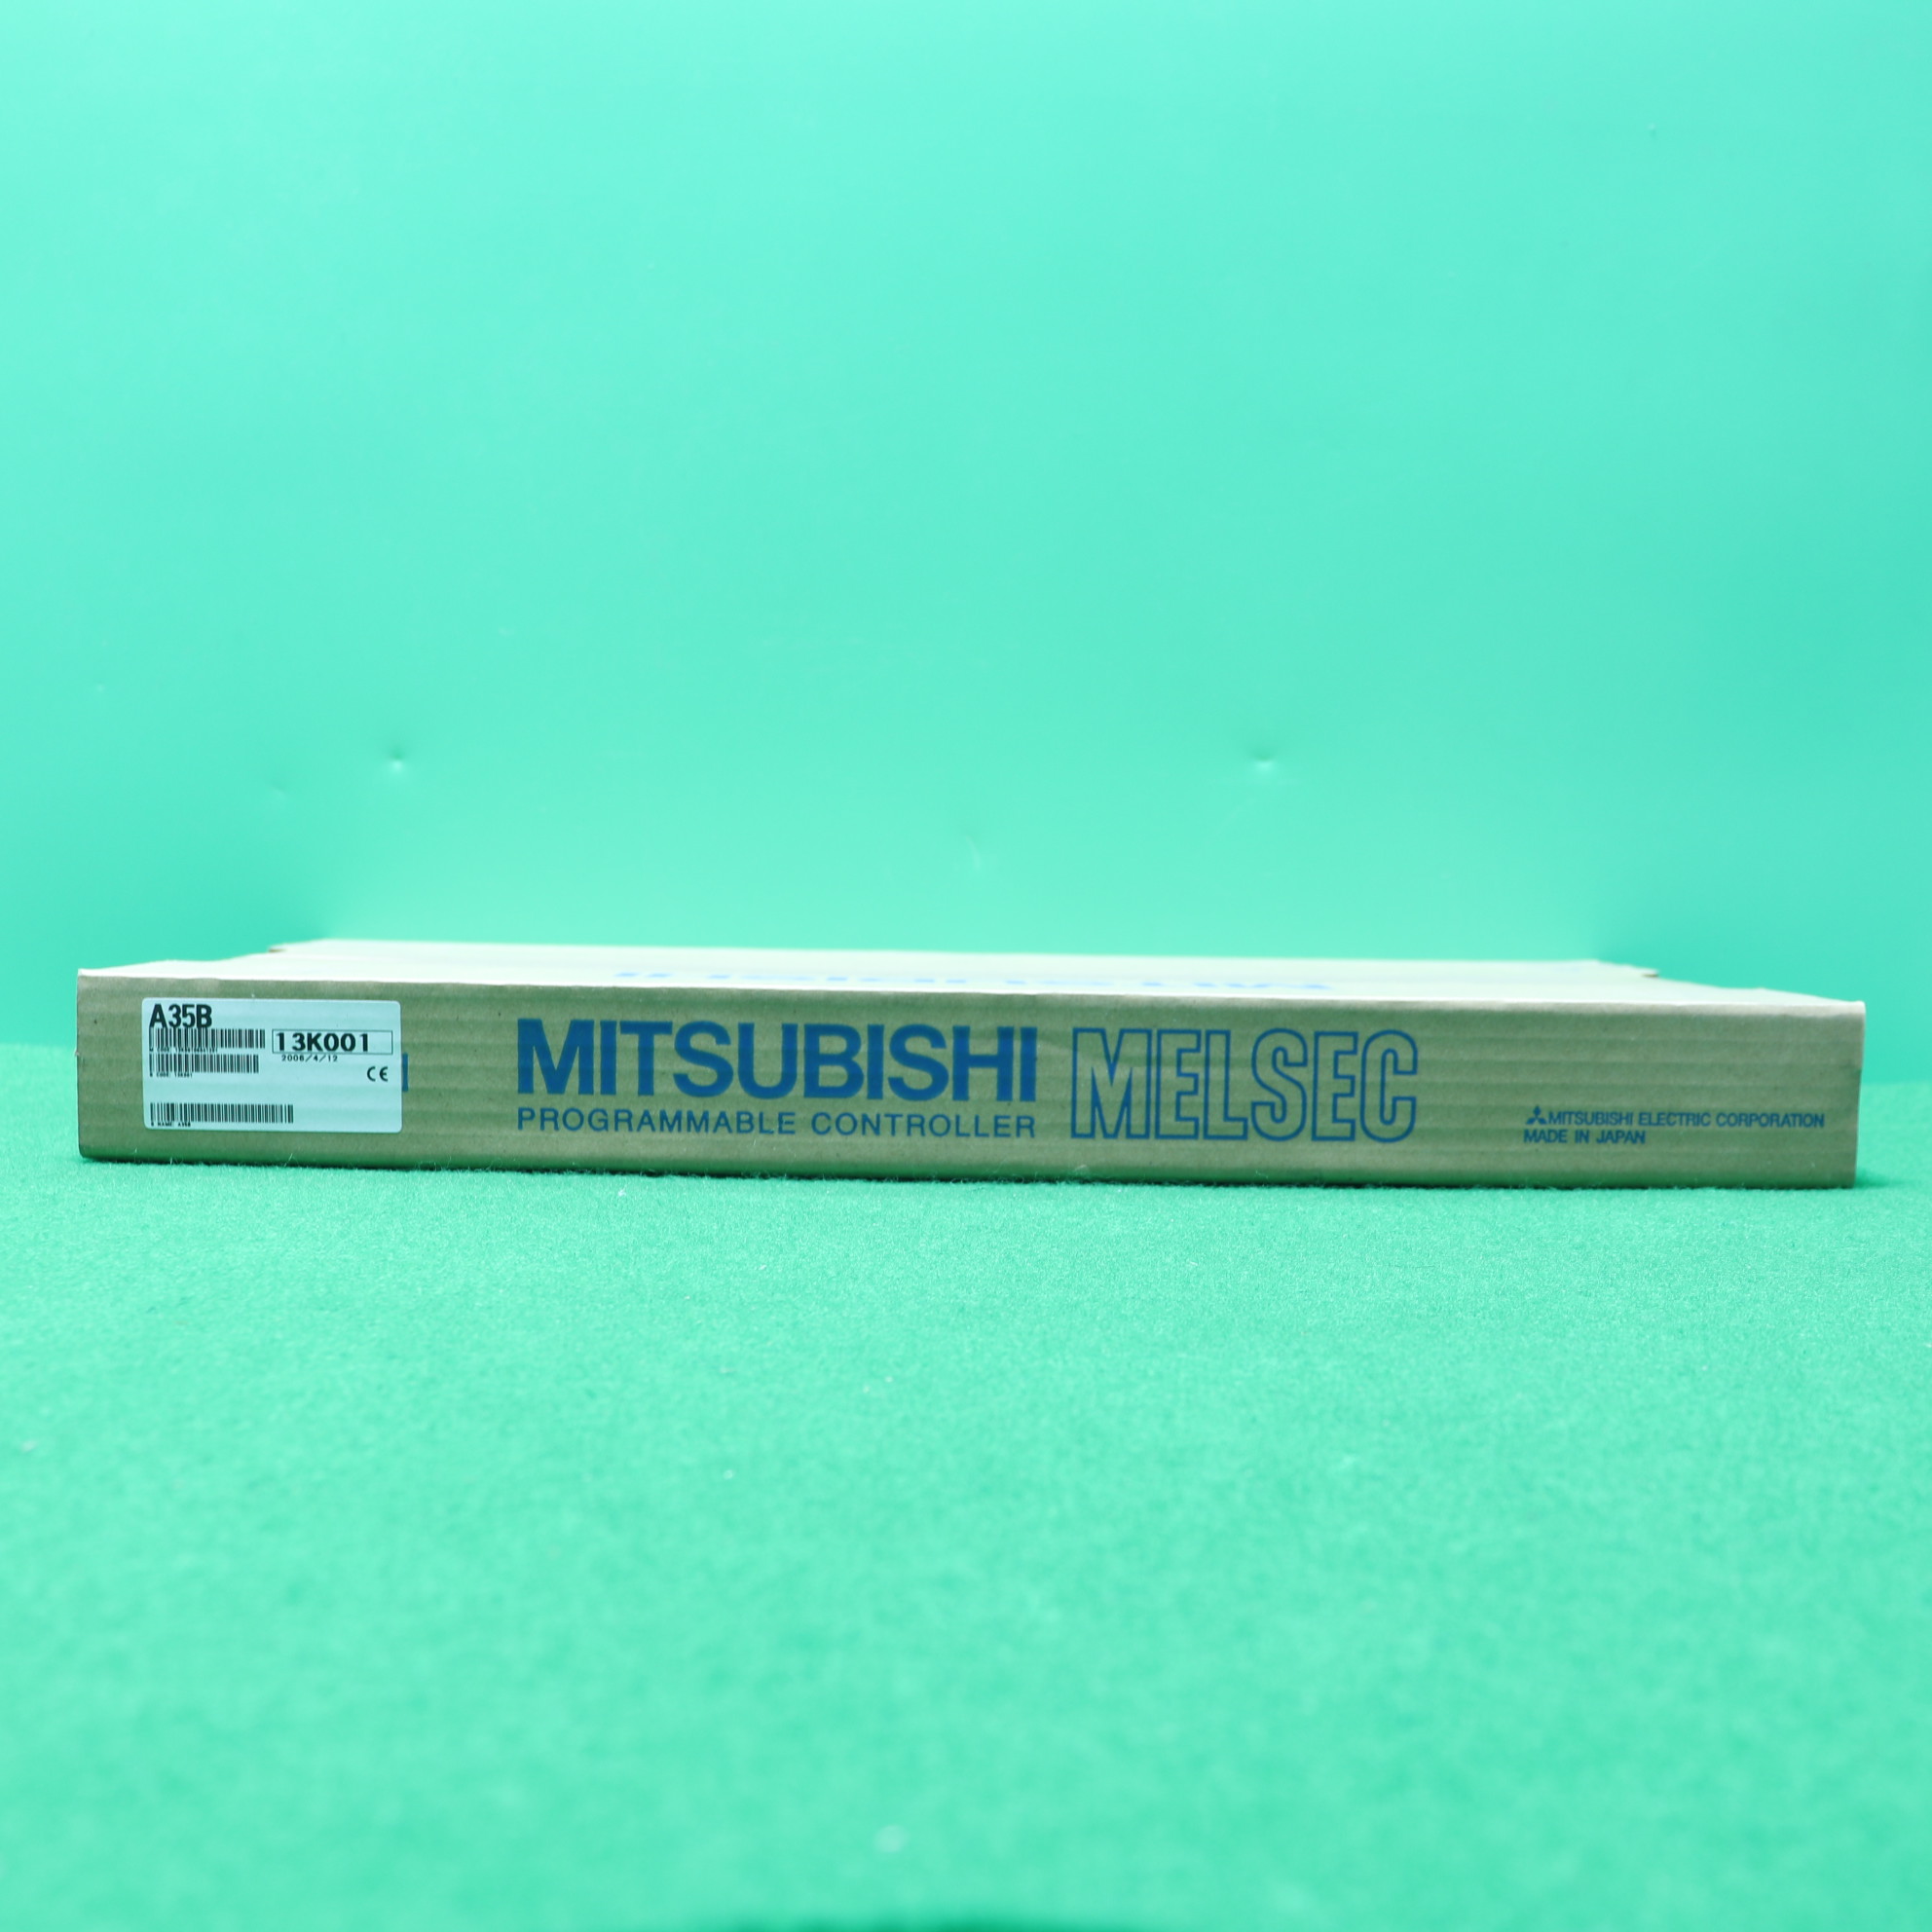 A35B
13K001
2006/4/12
CE
MITSUBISHI
PROGRAMMABLE CONTROLLER
MELSEC
MITSUBISHI ELECTRIC CORPORATION
MADE IN JAPAN